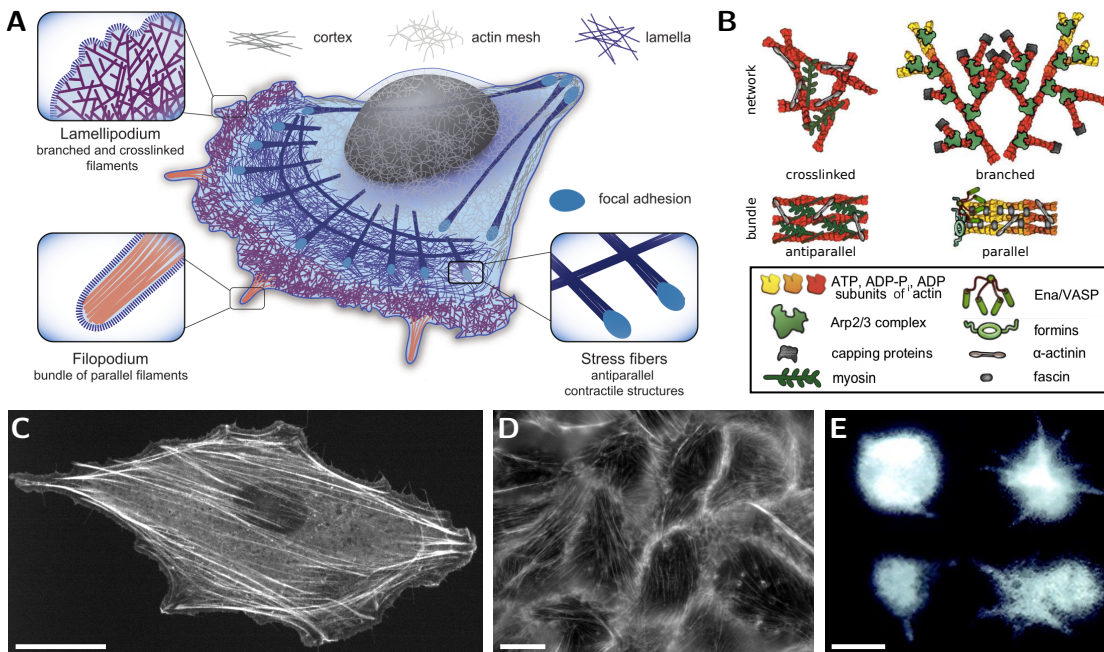 A
cortex
actin mesh
lamella
Lamellipodium
branched and crosslinked
filaments
focal adhesion
Filopodium
bundle of parallel filaments
Stress fibers
antiparallel
contractile structures
B
network
crosslinked
branched
bundle
antiparallel
parallel
ATP, ADP-Pi, ADP
subunits of actin
Arp2/3 complex
capping proteins
myosin
Ena/VASP
formins
α-actinin
fascin
C
D
E